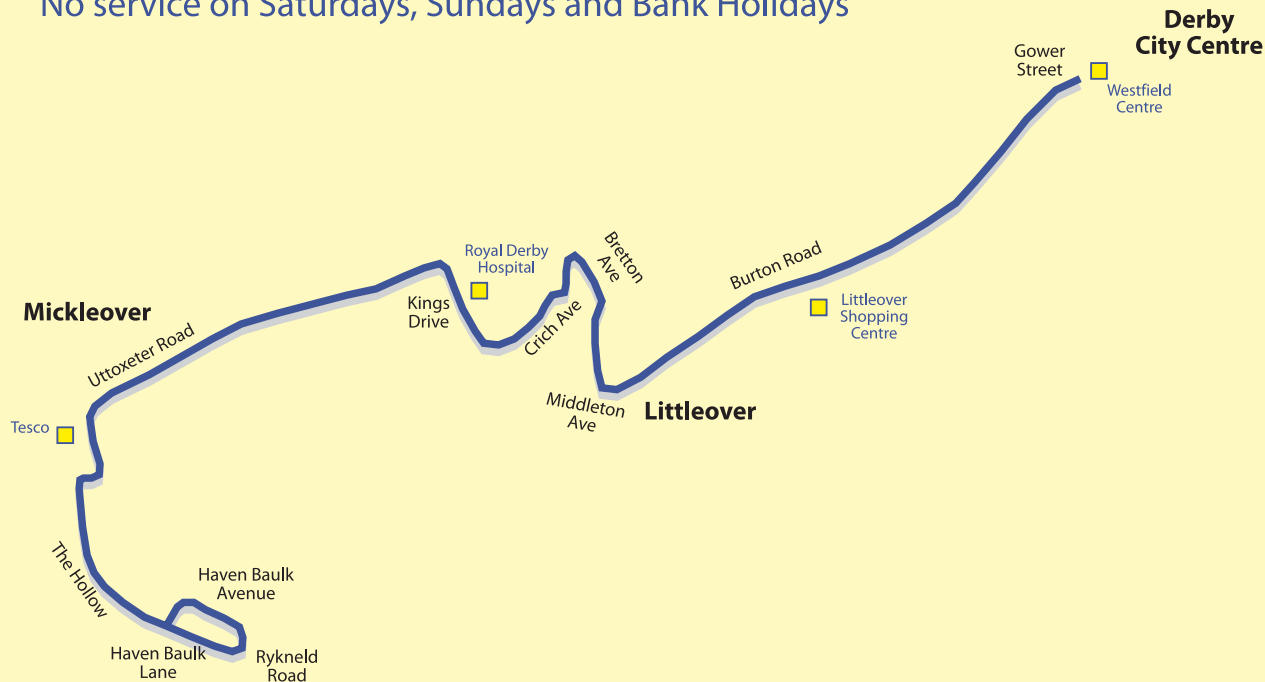 No service on Saturdays, Sundays and Bank Holidays
Derby
City Centre
Gower
Street
Westfield
Centre
Bretton
Ave
Royal Derby
Hospital
Burton Road
Kings
Drive
Crich Ave
Littleover
Shopping
Centre
Mickleover
Uttoxeter Road
Middleton
Ave
Littleover
Tesco
The Hollow
Haven Baulk
Avenue
Haven Baulk
Lane
Rykneld
Road